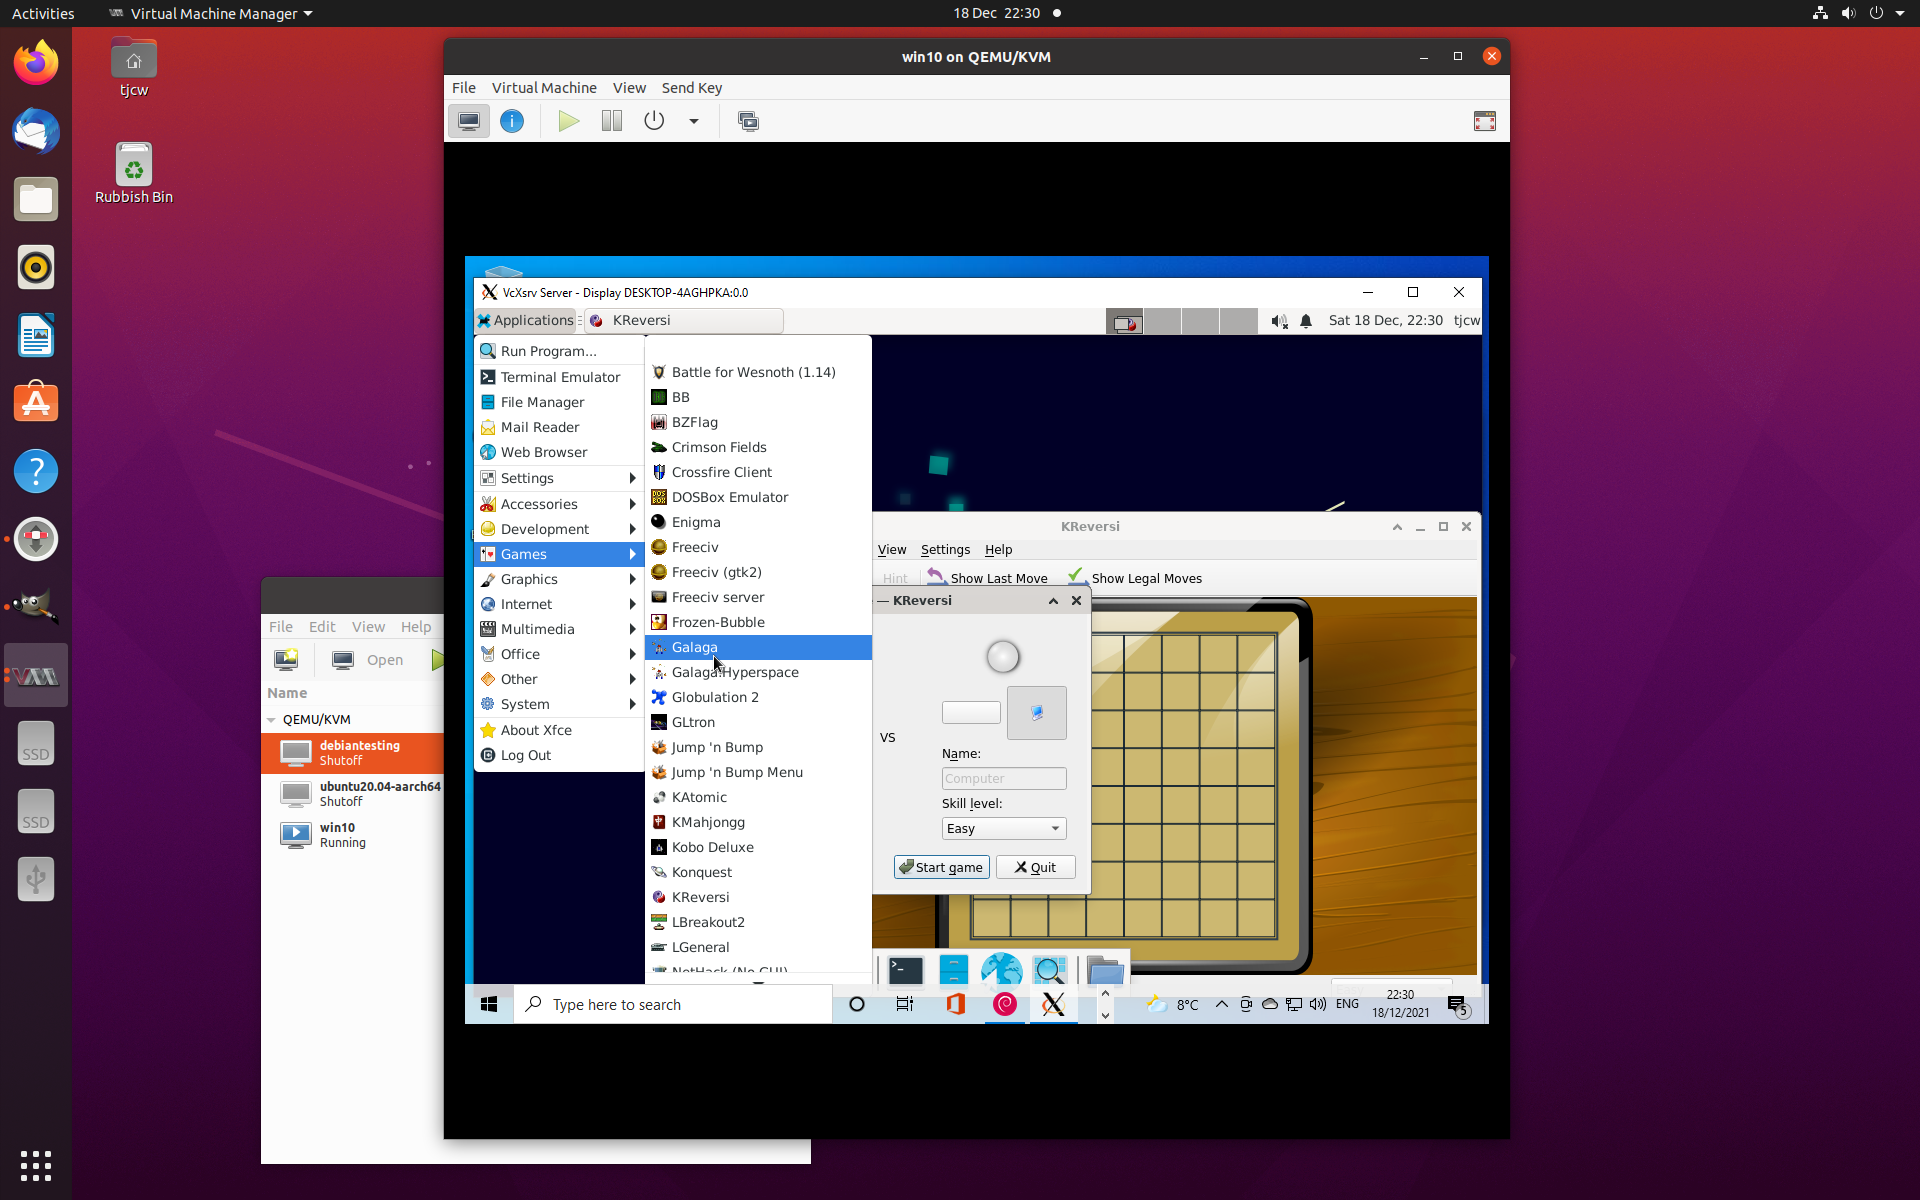 Activities
Virtual Machine Manager
18 Dec 22:30
tjcw
Rubbish Bin
SSD
SSD
File Edit View Help
Open
Name
QEMU/KVM
debiantesting
Shutoff
ubuntu20.04-aarch64
Shutoff
win10
Running
win10 on QEMU/KVM
File Virtual Machine View Send Key
VcXsrv Server - Display DESKTOP-4AGHPKA:0.0
Applications
KReversi
Sat 18 Dec, 22:30 tjcw
Run Program...
Terminal Emulator
File Manager
Mail Reader
Web Browser
Settings
Accessories
Development
Games
Graphics
Internet
Multimedia
Office
Other
System
About Xfce
Log Out
Battle for Wesnoth (1.14)
BB
BZFlag
Crimson Fields
Crossfire Client
DOSBox Emulator
Enigma
Freeciv
Freeciv (gtk2)
Freeciv server
Frozen-Bubble
Galaga
Galaga:Hyperspace
Globulation 2
GLtron
Jump 'n Bump
Jump 'n Bump Menu
KAtomic
KMahjongg
Kobo Deluxe
Konquest
KReversi
LBreakout2
LGeneral
NetHack (No GUI)
KReversi
View Settings Help
Hint Show Last Move Show Legal Moves
— KReversi
VS
Name:
Computer
Skill level:
Easy
Start game
Quit
Type here to search
8°C
ENG
22:30
18/12/2021
5